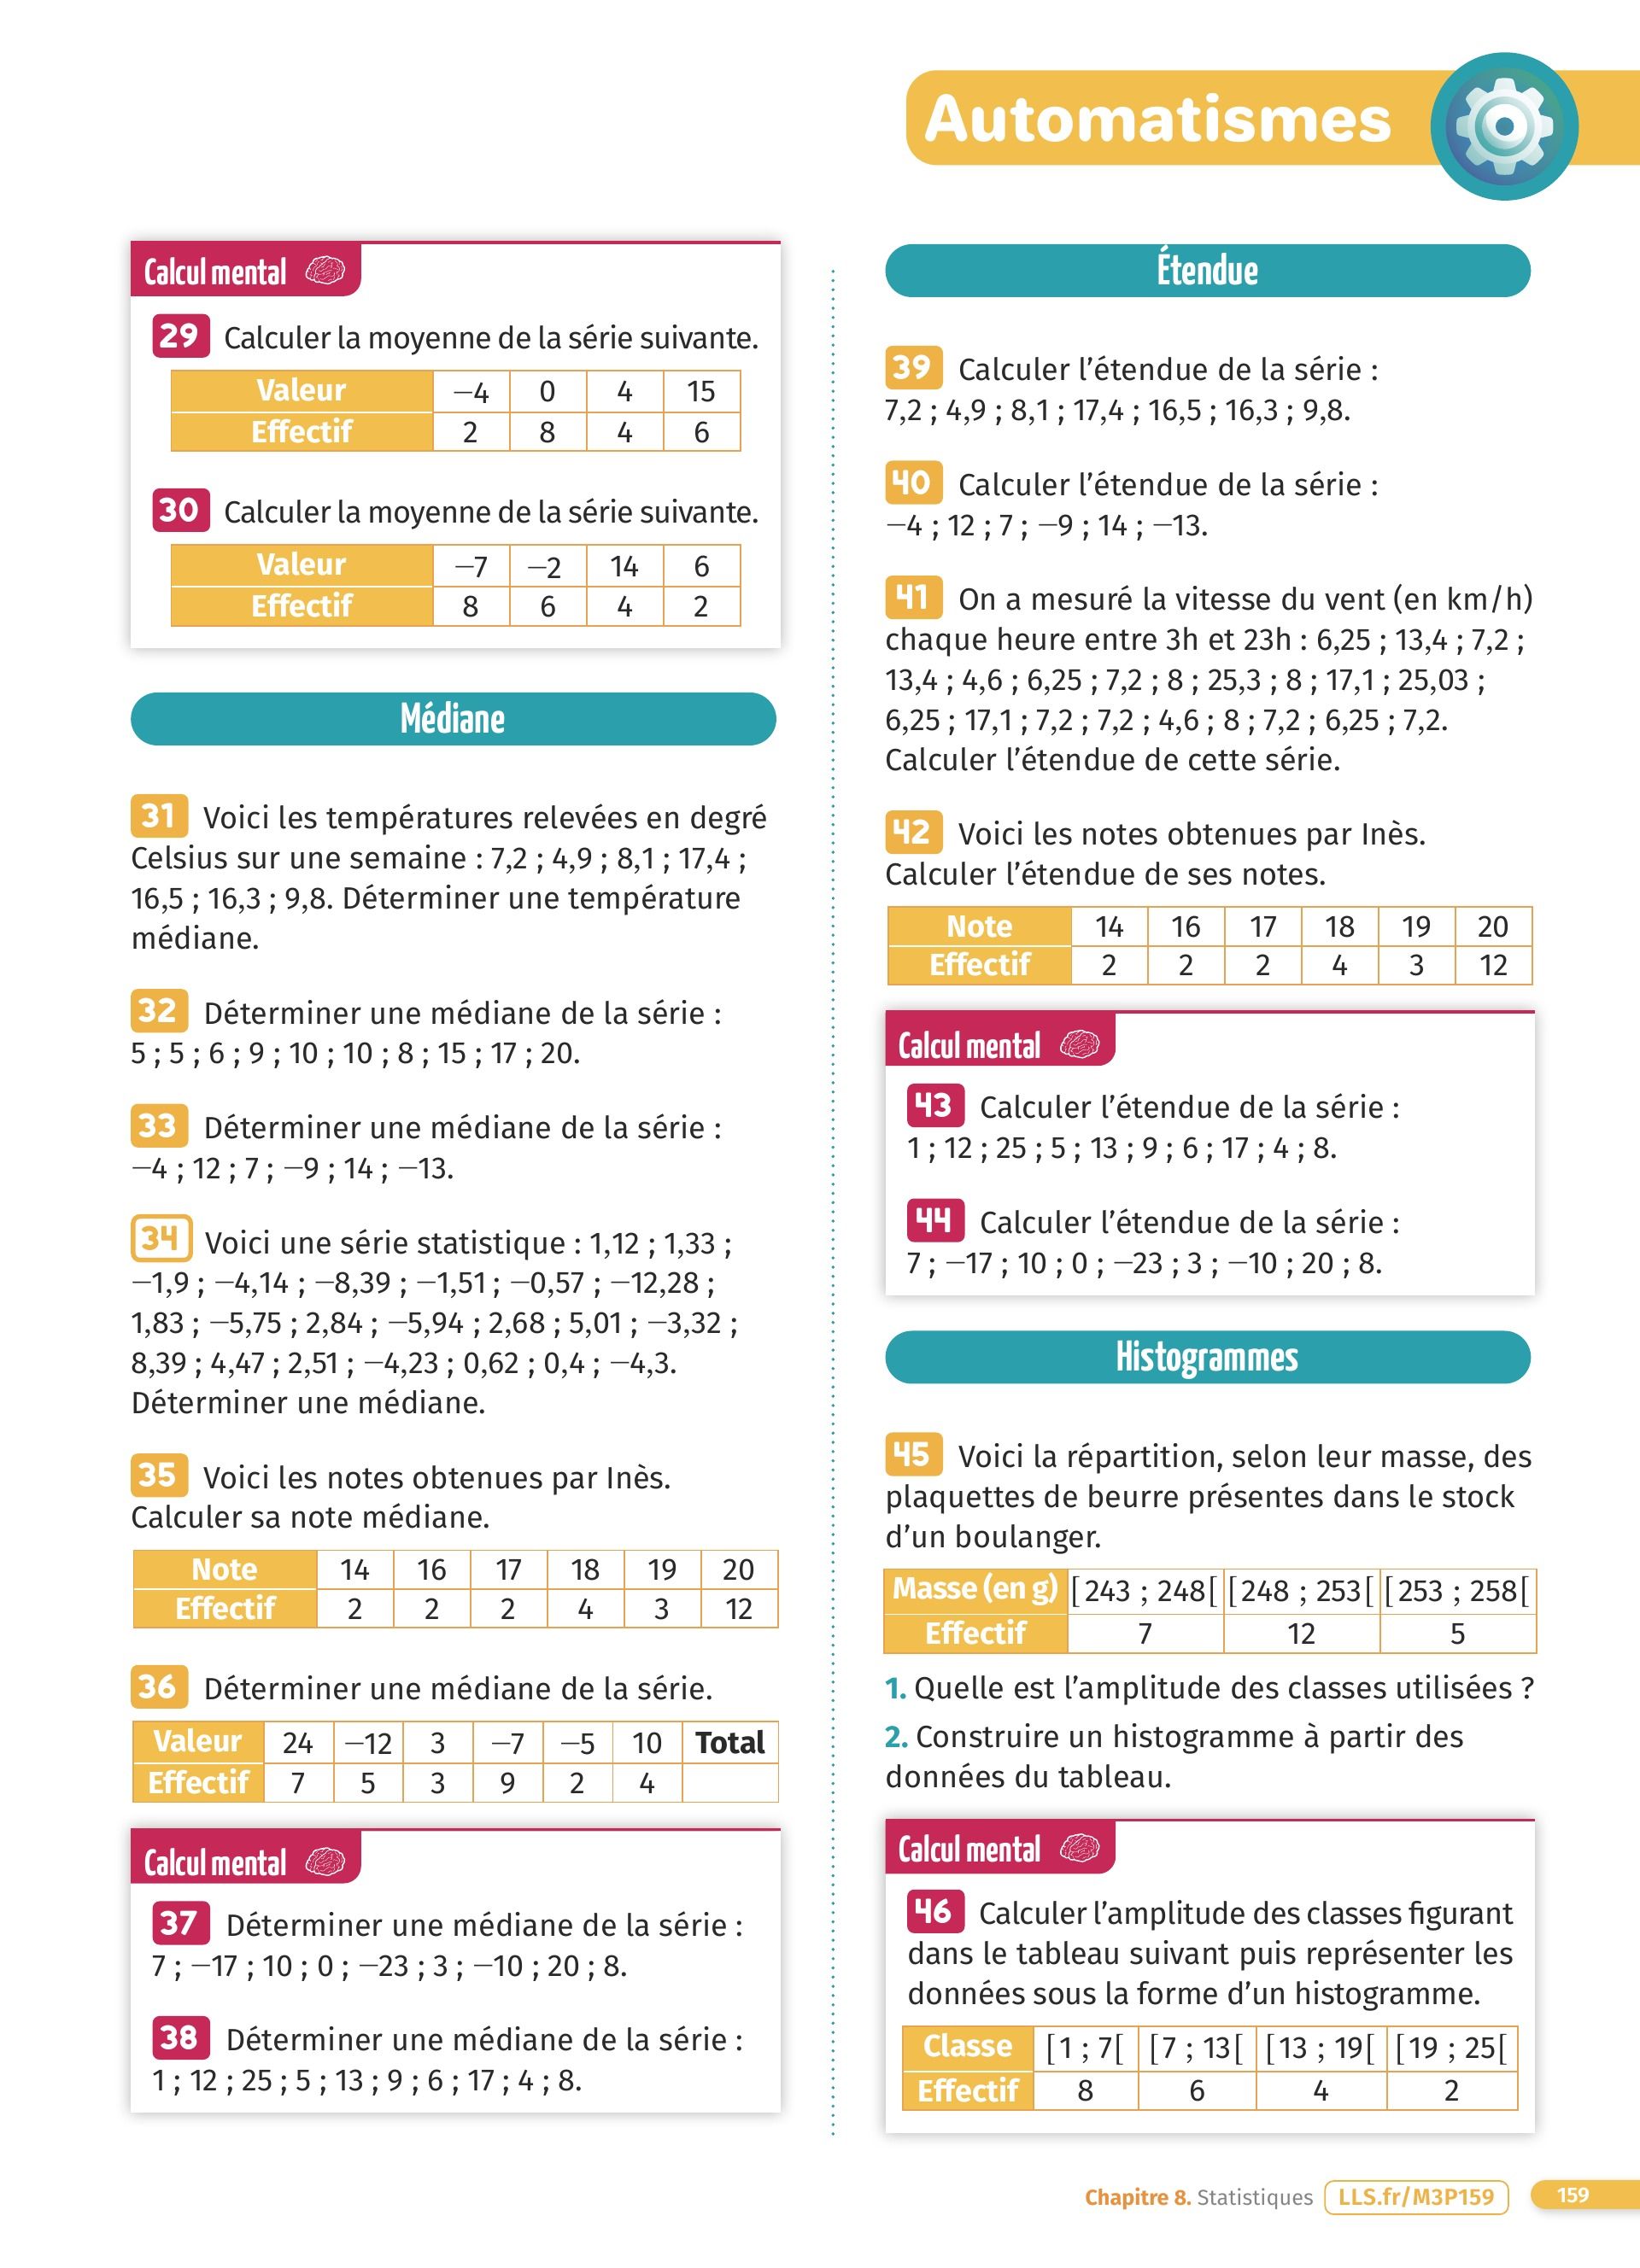 Automatismes
Calcul mental
29 Calculer la moyenne de la série suivante.
Valeur −4 0 4 15
Effectif 2 8 4 6
30 Calculer la moyenne de la série suivante.
Valeur −7 −2 14 6
Effectif 8 6 4 2
Médiane
31 Voici les températures relevées en degré
Celsius sur une semaine : 7,2 ; 4,9 ; 8,1 ; 17,4 ;
16,5 ; 16,3 ; 9,8. Déterminer une température
médiane.
32 Déterminer une médiane de la série :
5 ; 5 ; 6 ; 9 ; 10 ; 10 ; 8 ; 15 ; 17 ; 20.
33 Déterminer une médiane de la série :
−4 ; 12 ; 7 ; −9 ; 14 ; −13.
34 Voici une série statistique : 1,12 ; 1,33 ;
−1,9 ; −4,14 ; −8,39 ; −1,51 ; −0,57 ; −12,28 ;
1,83 ; −5,75 ; 2,84 ; −5,94 ; 2,68 ; 5,01 ; −3,32 ;
8,39 ; 4,47 ; 2,51 ; −4,23 ; 0,62 ; 0,4 ; −4,3.
Déterminer une médiane.
35 Voici les notes obtenues par Inès.
Calculer sa note médiane.
Note 14 16 17 18 19 20
Effectif 2 2 2 4 3 12
36 Déterminer une médiane de la série.
Valeur 24 −12 3 −7 −5 10 Total
Effectif 7 5 3 9 2 4
Calcul mental
37 Déterminer une médiane de la série :
7 ; −17 ; 10 ; 0 ; −23 ; 3 ; −10 ; 20 ; 8.
38 Déterminer une médiane de la série :
1 ; 12 ; 25 ; 5 ; 13 ; 9 ; 6 ; 17 ; 4 ; 8.
Étendue
39 Calculer l’étendue de la série :
7,2 ; 4,9 ; 8,1 ; 17,4 ; 16,5 ; 16,3 ; 9,8.
40 Calculer l’étendue de la série :
−4 ; 12 ; 7 ; −9 ; 14 ; −13.
41 On a mesuré la vitesse du vent (en km/h)
chaque heure entre 3h et 23h : 6,25 ; 13,4 ; 7,2 ;
13,4 ; 4,6 ; 6,25 ; 7,2 ; 8 ; 25,3 ; 8 ; 17,1 ; 25,03 ;
6,25 ; 17,1 ; 7,2 ; 7,2 ; 4,6 ; 8 ; 7,2 ; 6,25 ; 7,2.
Calculer l’étendue de cette série.
42 Voici les notes obtenues par Inès.
Calculer l’étendue de ses notes.
Note 14 16 17 18 19 20
Effectif 2 2 2 4 3 12
Calcul mental
43 Calculer l’étendue de la série :
1 ; 12 ; 25 ; 5 ; 13 ; 9 ; 6 ; 17 ; 4 ; 8.
44 Calculer l’étendue de la série :
7 ; −17 ; 10 ; 0 ; −23 ; 3 ; −10 ; 20 ; 8.
Histogrammes
45 Voici la répartition, selon leur masse, des
plaquettes de beurre présentes dans le stock
d’un boulanger.
Masse (en g) [243 ; 248[ [248 ; 253[ [253 ; 258[
Effectif 7 12 5
1. Quelle est l’amplitude des classes utilisées ?
2. Construire un histogramme à partir des
données du tableau.
Calcul mental
46 Calculer l’amplitude des classes figurant
dans le tableau suivant puis représenter les
données sous la forme d’un histogramme.
Classe [1 ; 7[ [7 ; 13[ [13 ; 19[ [19 ; 25[
Effectif 8 6 4 2
Chapitre 8. Statistiques LLS.fr/M3P159 159